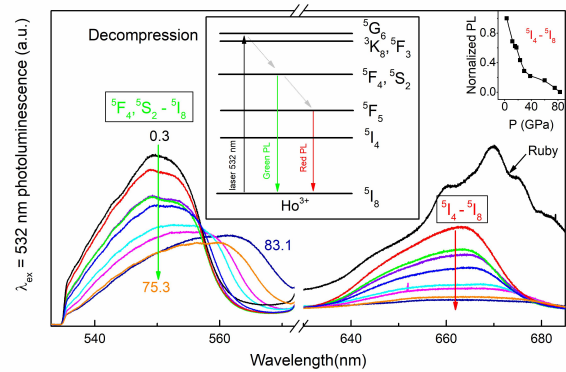 λex = 532 nm photoluminescence (a.u.)
Decompression
⁵F₄,⁵S₂ - ⁵I₈
0.3
75.3
83.1
⁵G₆
³K₈,⁵F₃
⁵F₄,⁵S₂
⁵F₅
⁵I₄
⁵I₈
laser 532 nm
Green PL
Red PL
Ho³⁺
Normalized PL
0.8
0.4
0.0
⁵I₄-⁵I₈
0 40 80
P (GPa)
Ruby
⁵I₄-⁵I₈
540 560 640 660 680
Wavelength(nm)